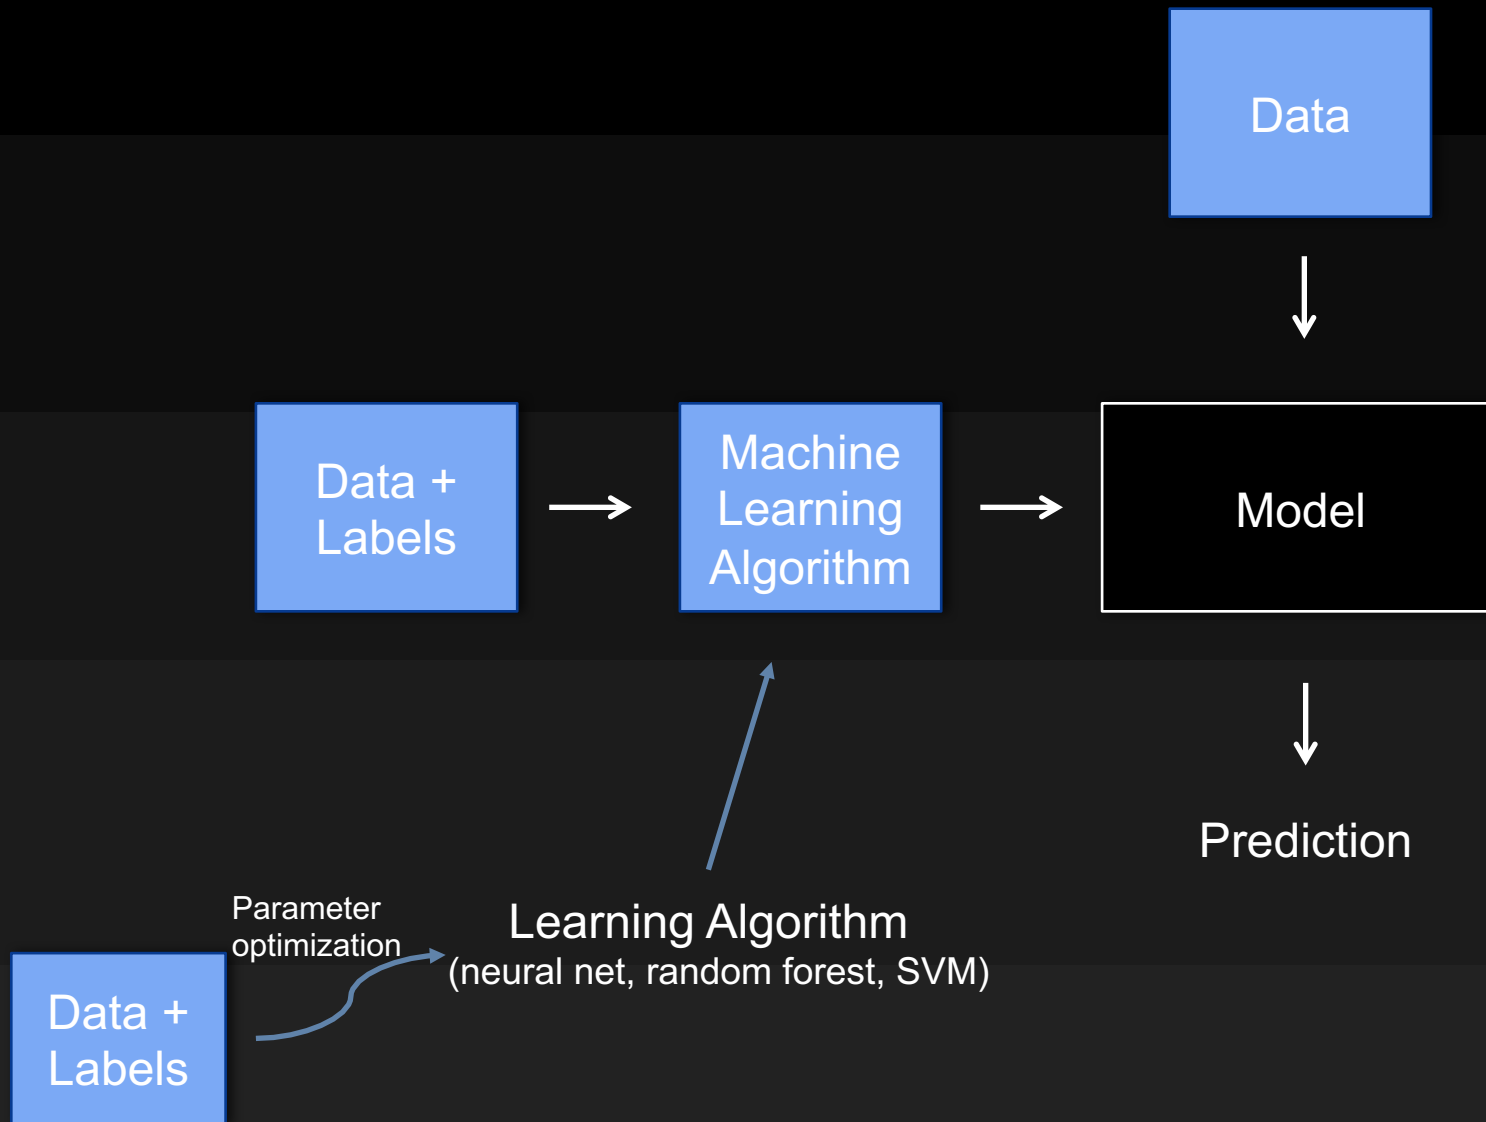 Data
Data +
Labels
Machine
Learning
Algorithm
Model
Prediction
Parameter
optimization
Learning Algorithm
(neural net, random forest, SVM)
Data +
Labels